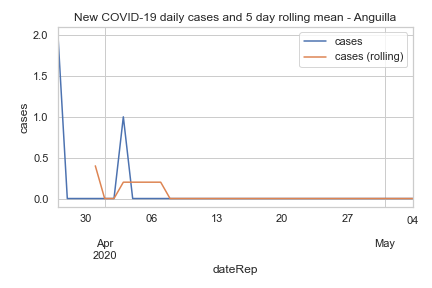 New COVID-19 daily cases and 5 day rolling mean - Anguilla
cases
cases (rolling)
2.0
1.5
1.0
0.5
0.0
cases
30 06 13 20 27 04
Apr May
2020
dateRep